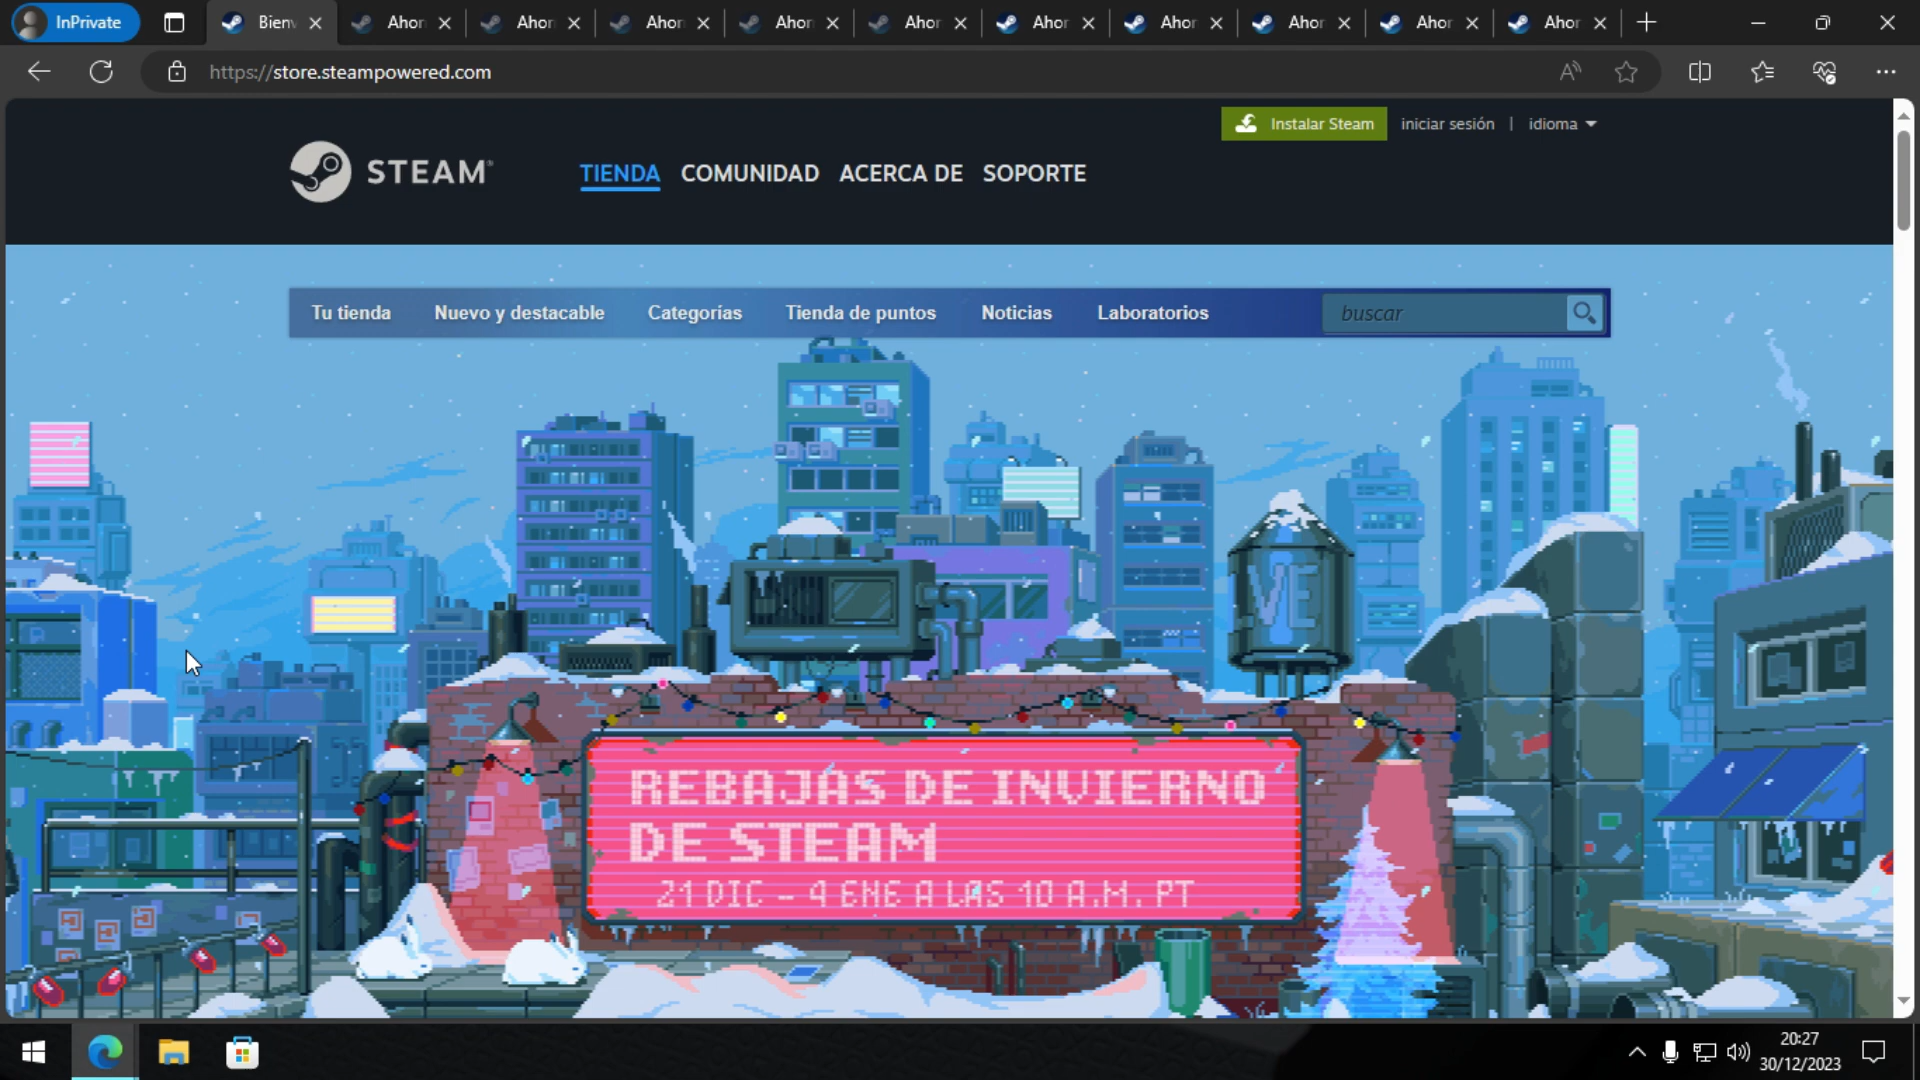 InPrivate
Bien
Ahor
Ahor
Ahor
Ahor
Ahor
Ahor
Ahor
Ahor
Ahor
Ahor
https://store.steampowered.com
Instalar Steam
iniciar sesión | idioma
STEAM®
TIENDA COMUNIDAD ACERCA DE SOPORTE
Tu tienda Nuevo y destacable Categorías Tienda de puntos Noticias Laboratorios
buscar
VE
REBAJAS DE INVIERNO
DE STEAM
21 DIC - 4 ENE A LAS 10 A.M. PT
20:27
30/12/2023